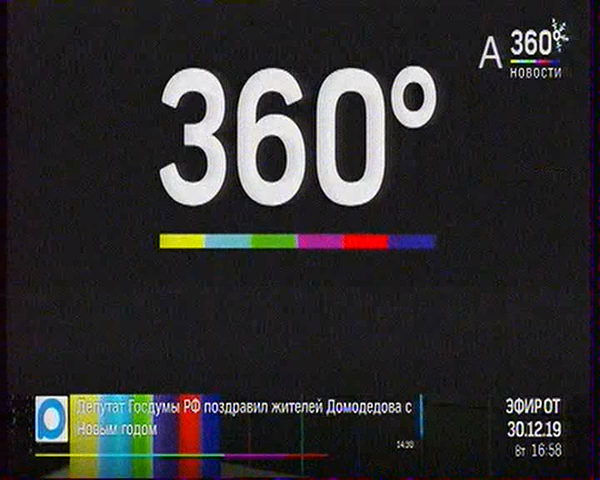 А 360°
НОВОСТИ
360°
Депутат Госдумы РФ поздравил жителей Домодедова с
Новым годом
14:30
ЭФИР ОТ
30.12.19
Вт 16:58